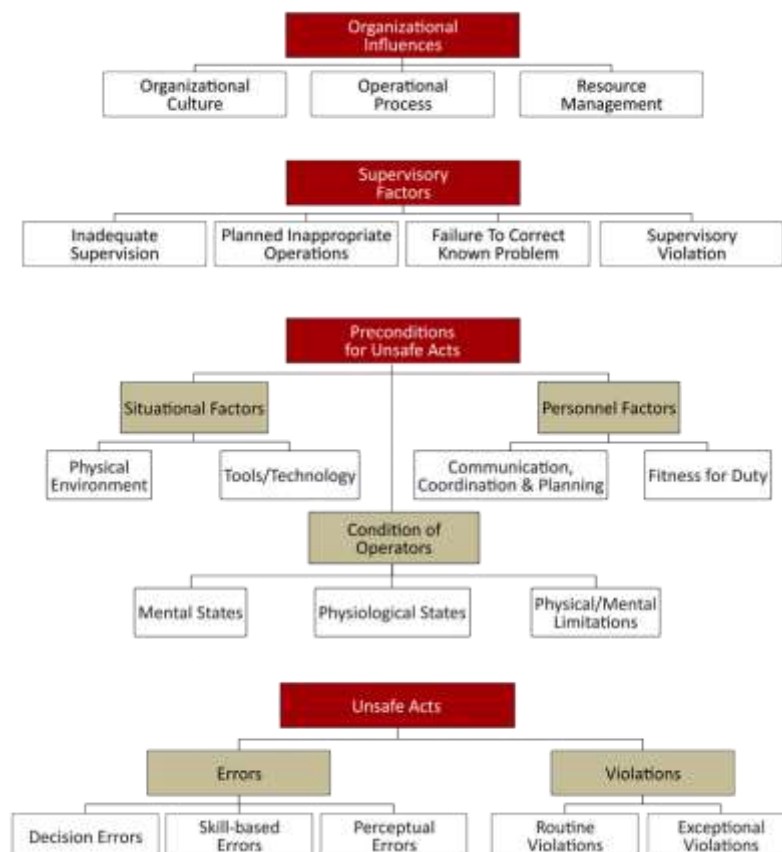 Organizational
Influences
Organizational
Culture
Operational
Process
Resource
Management
Supervisory
Factors
Inadequate
Supervision
Planned Inappropriate
Operations
Failure To Correct
Known Problem
Supervisory
Violation
Preconditions
for Unsafe Acts
Situational Factors
Personnel Factors
Physical
Environment
Tools/Technology
Communication,
Coordination & Planning
Fitness for Duty
Condition of
Operators
Mental States
Physiological States
Physical/Mental
Limitations
Unsafe Acts
Errors
Violations
Decision Errors
Skill-based
Errors
Perceptual
Errors
Routine
Violations
Exceptional
Violations